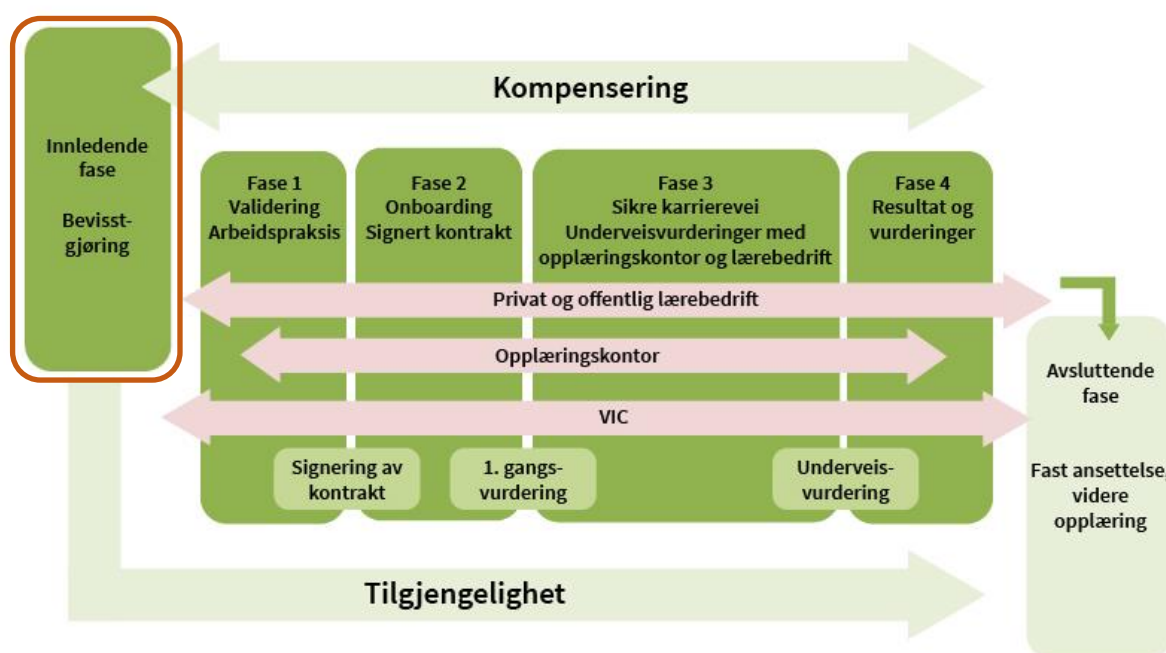 Kompensering
Innledende
fase
Bevisst-
gjøring
Fase 1
Validering
Arbeidspraksis
Fase 2
Onboarding
Signert kontrakt
Fase 3
Sikre karrierevei
Underveisvurderinger med
opplæringskontor og lærebedrift
Fase 4
Resultat og
vurderinger
Privat og offentlig lærebedrift
Opplæringskontor
VIC
Signering av
kontrakt
1. gangs-
vurdering
Underveis-
vurdering
Avsluttende
fase
Fast ansettelse,
videre
opplæring
Tilgjengelighet